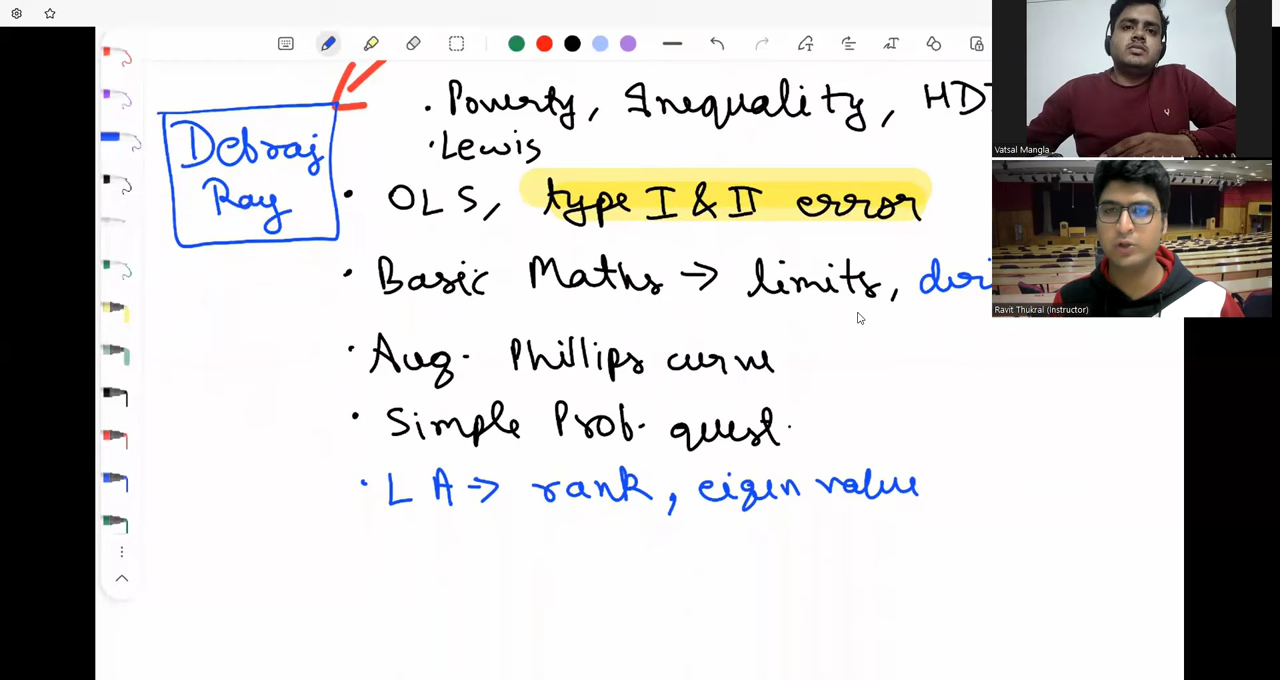 · Poverty, Inequality, HD
· Lewis
Debraj
Ray
· OLS, type I & II error
· Basic Maths → limits,
· Aug. Phillips curve
· Simple Prob. quest.
· LA → rank, eigen value
Vatsal Mangla
Ravit Thukral (Instructor)